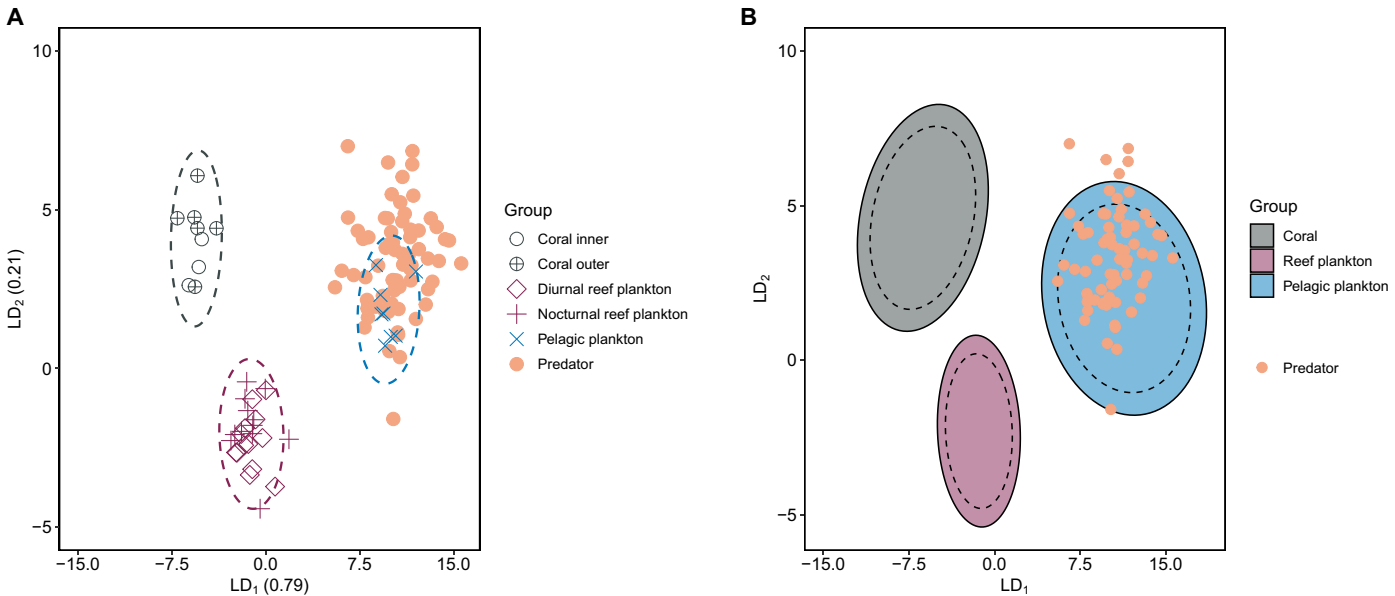 A
10
5
0
−5
LD2 (0.21)
−15.0 −7.5 0.0 7.5 15.0
LD1 (0.79)
Group
Coral inner
Coral outer
Diurnal reef plankton
Nocturnal reef plankton
Pelagic plankton
Predator
B
10
5
0
−5
LD2
−15.0 −7.5 0.0 7.5 15.0
LD1
Group
Coral
Reef plankton
Pelagic plankton
Predator